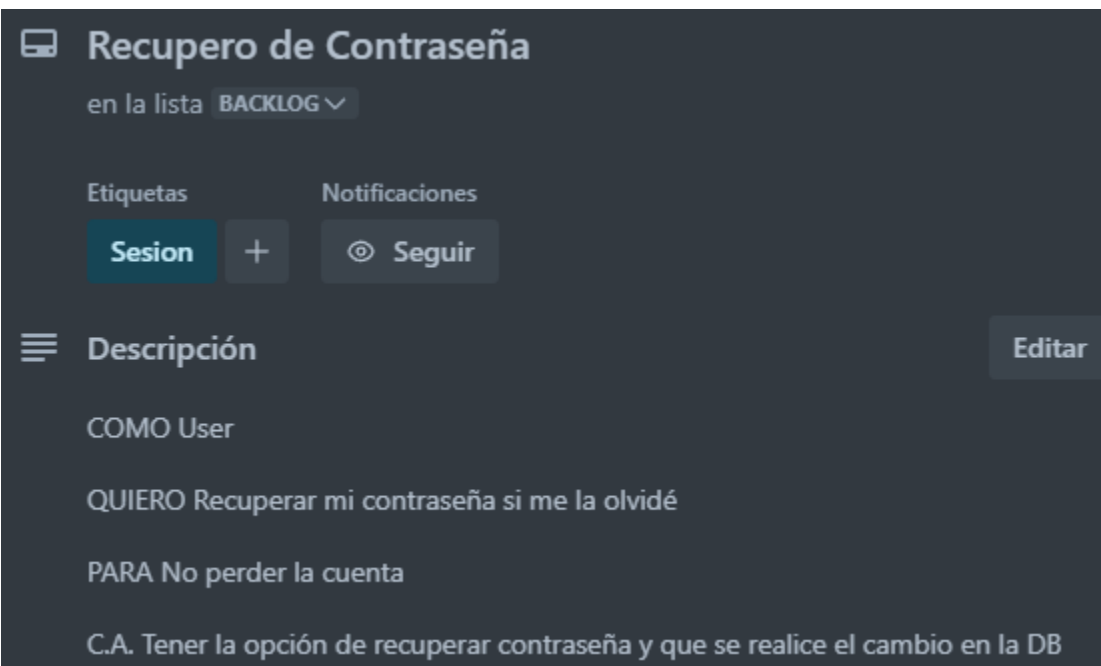 Recupero de Contraseña
en la lista BACKLOG
Etiquetas Notificaciones
Sesion + Seguir
Descripción Editar
COMO User
QUIERO Recuperar mi contraseña si me la olvidé
PARA No perder la cuenta
C.A. Tener la opción de recuperar contraseña y que se realice el cambio en la DB